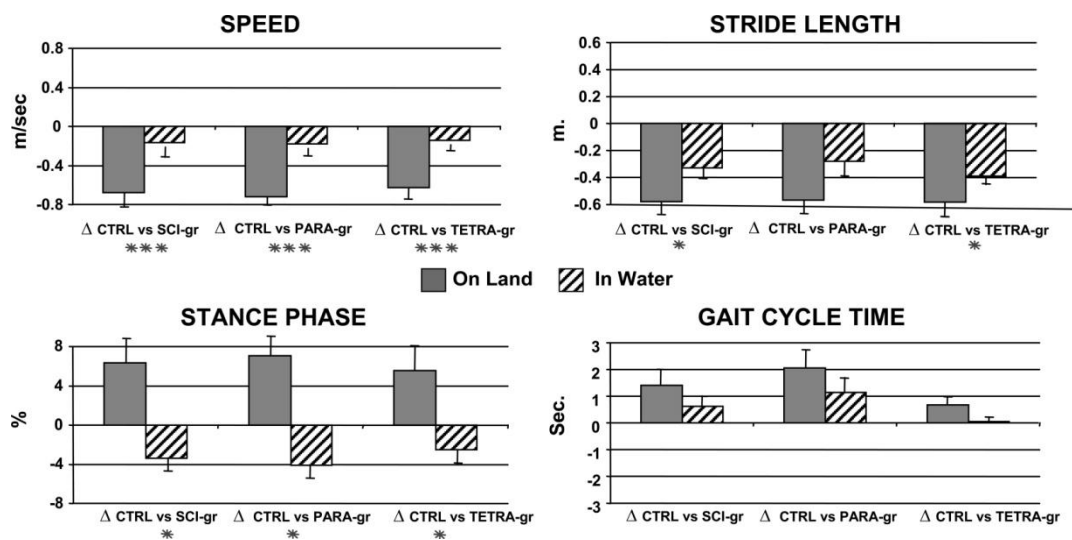 SPEED
0.8
0.4
0
-0.4
-0.8
m/sec
Δ CTRL vs SCI-gr
Δ CTRL vs PARA-gr
Δ CTRL vs TETRA-gr
*** *** ***
STRIDE LENGTH
0.6
0.4
0.2
0
-0.2
-0.4
-0.6
m.
Δ CTRL vs SCI-gr
Δ CTRL vs PARA-gr
Δ CTRL vs TETRA-gr
* *
On Land
In Water
STANCE PHASE
8
4
0
-4
-8
%
Δ CTRL vs SCI-gr
Δ CTRL vs PARA-gr
Δ CTRL vs TETRA-gr
* * *
GAIT CYCLE TIME
3
2
1
0
-1
-2
-3
Sec.
Δ CTRL vs SCI-gr
Δ CTRL vs PARA-gr
Δ CTRL vs TETRA-gr